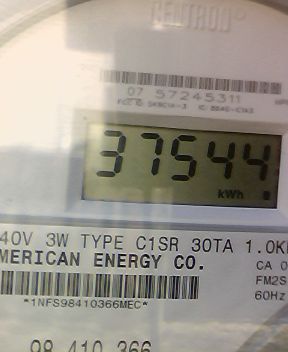 CENTRON®
07 57245311
37544
kWh
40V 3W TYPE C1SR 30TA 1.0K
MERICAN ENERGY CO.
CA 0
FM2S
60Hz
*1NFS98410366MEC*
98 410 366